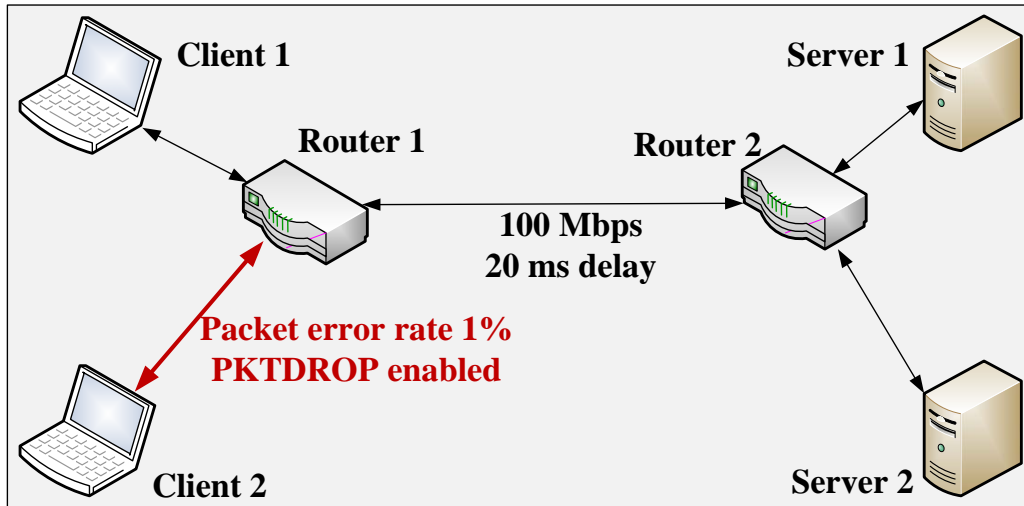 Client 1
Server 1
Router 1
Router 2
100 Mbps
20 ms delay
Packet error rate 1%
PKTDROP enabled
Client 2
Server 2